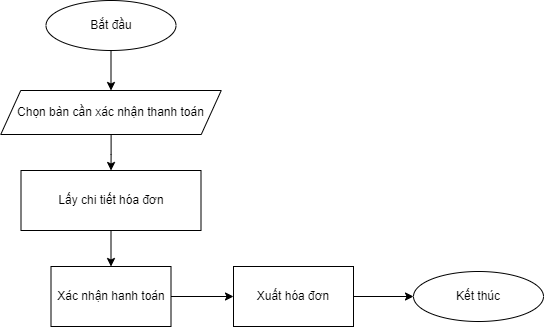 Bắt đầu
Chọn bàn cần xác nhận thanh toán
Lấy chi tiết hóa đơn
Xác nhận hanh toán
Xuất hóa đơn
Kết thúc